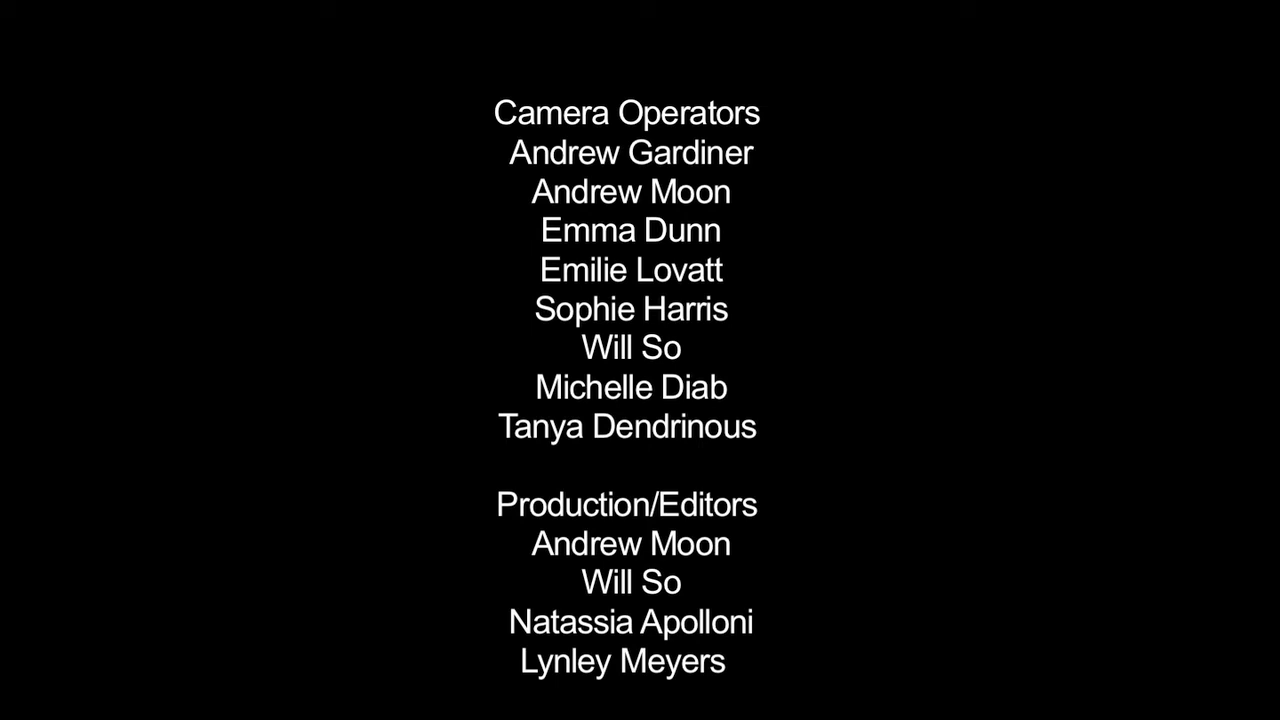 Camera Operators
Andrew Gardiner
Andrew Moon
Emma Dunn
Emilie Lovatt
Sophie Harris
Will So
Michelle Diab
Tanya Dendrinous
Production/Editors
Andrew Moon
Will So
Natassia Apolloni
Lynley Meyers